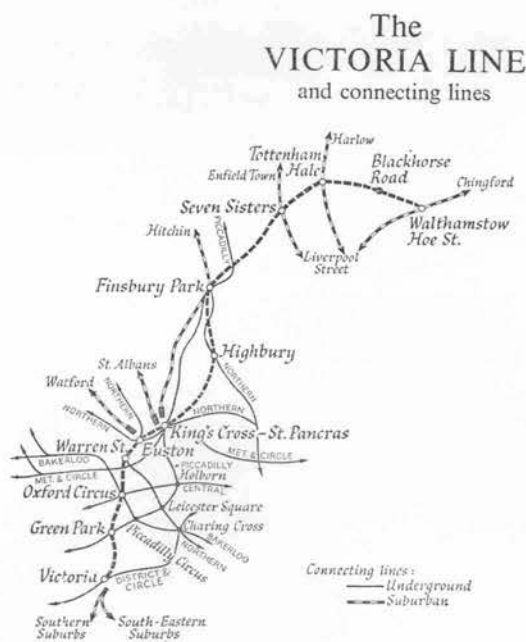 The
VICTORIA LINE
and connecting lines
Harlow
Tottenham
Hale
Blackhorse
Road
Enfield Town
Chingford
Seven Sisters
Walthamstow
Hoe St.
Hitchin
PICCADILLY
Liverpool
Street
Finsbury Park
Highbury
St. Albans
NORTHERN
Watford
NORTHERN
NORTHERN
NORTHERN
King's Cross – St. Pancras
Warren St.
Euston
BAKERLOO
MET. & CIRCLE
PICCADILLY
Holborn
MET. & CIRCLE
CENTRAL
Oxford Circus
Leicester Square
Green Park
Charing Cross
Piccadilly Circus
BAKERLOO
NORTHERN
Victoria
DISTRICT &
CIRCLE
Connecting lines :
Underground
Suburban
Southern
Suburbs
South-Eastern
Suburbs